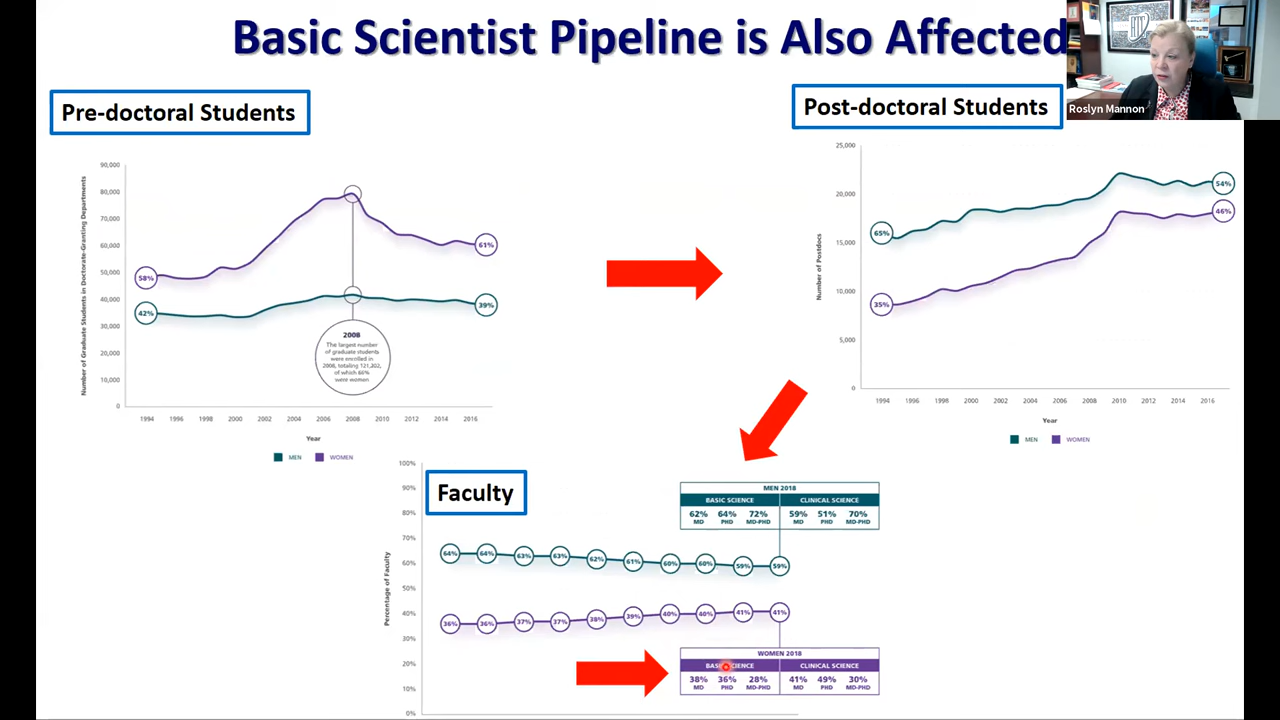 Basic Scientist Pipeline is Also Affected
Roslyn Mannon
Pre-doctoral Students
Number of Graduate Students in Doctorate-Granting Departments
90,000
80,000
70,000
60,000
50,000
40,000
30,000
20,000
10,000
0
58%
61%
42%
39%
2008
The largest number
of graduate students
were enrolled in
2008, totaling 121,202,
of which 66%
were women
1994 1996 1998 2000 2002 2004 2006 2008 2010 2012 2014 2016
Year
MEN WOMEN
Post-doctoral Students
Number of Postdocs
25,000
20,000
15,000
10,000
5,000
0
65%
54%
35%
46%
1994 1996 1998 2000 2002 2004 2006 2008 2010 2012 2014 2016
Year
MEN WOMEN
Faculty
Percentage of Faculty
100%
90%
80%
70%
60%
50%
40%
30%
20%
10%
0%
64% 64% 63% 63% 62% 61% 60% 60% 59% 59%
36% 36% 37% 37% 38% 39% 40% 40% 41% 41%
MEN 2018
BASIC SCIENCE CLINICAL SCIENCE
62% 64% 72% 59% 51% 70%
MD PHD MD-PHD MD PHD MD-PHD
WOMEN 2018
BASIC SCIENCE CLINICAL SCIENCE
38% 36% 28% 41% 49% 30%
MD PHD MD-PHD MD PHD MD-PHD